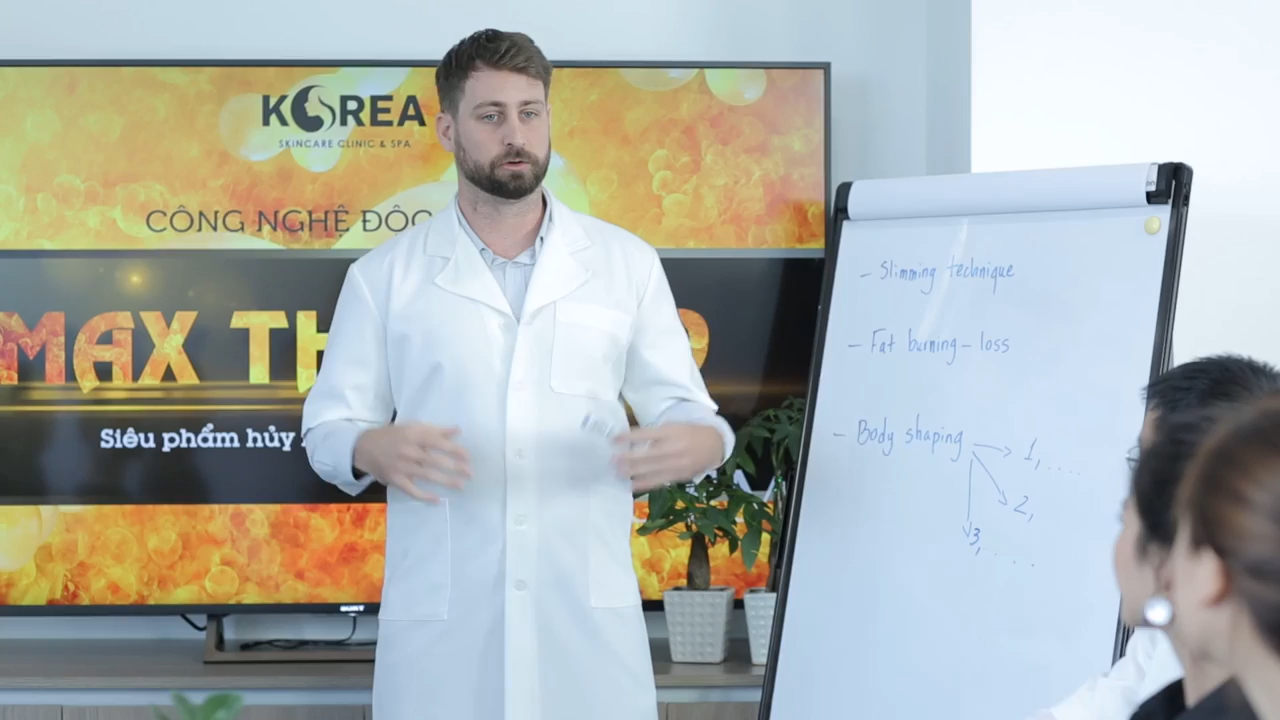 KOREA
SKINCARE CLINIC & SPA
CÔNG NGHỆ ĐỘC
MAX TH
Siêu phẩm hủy
SONY
- Slimming technique
- Fat burning - loss
- Body shaping → 1, ....
2,
3, ....